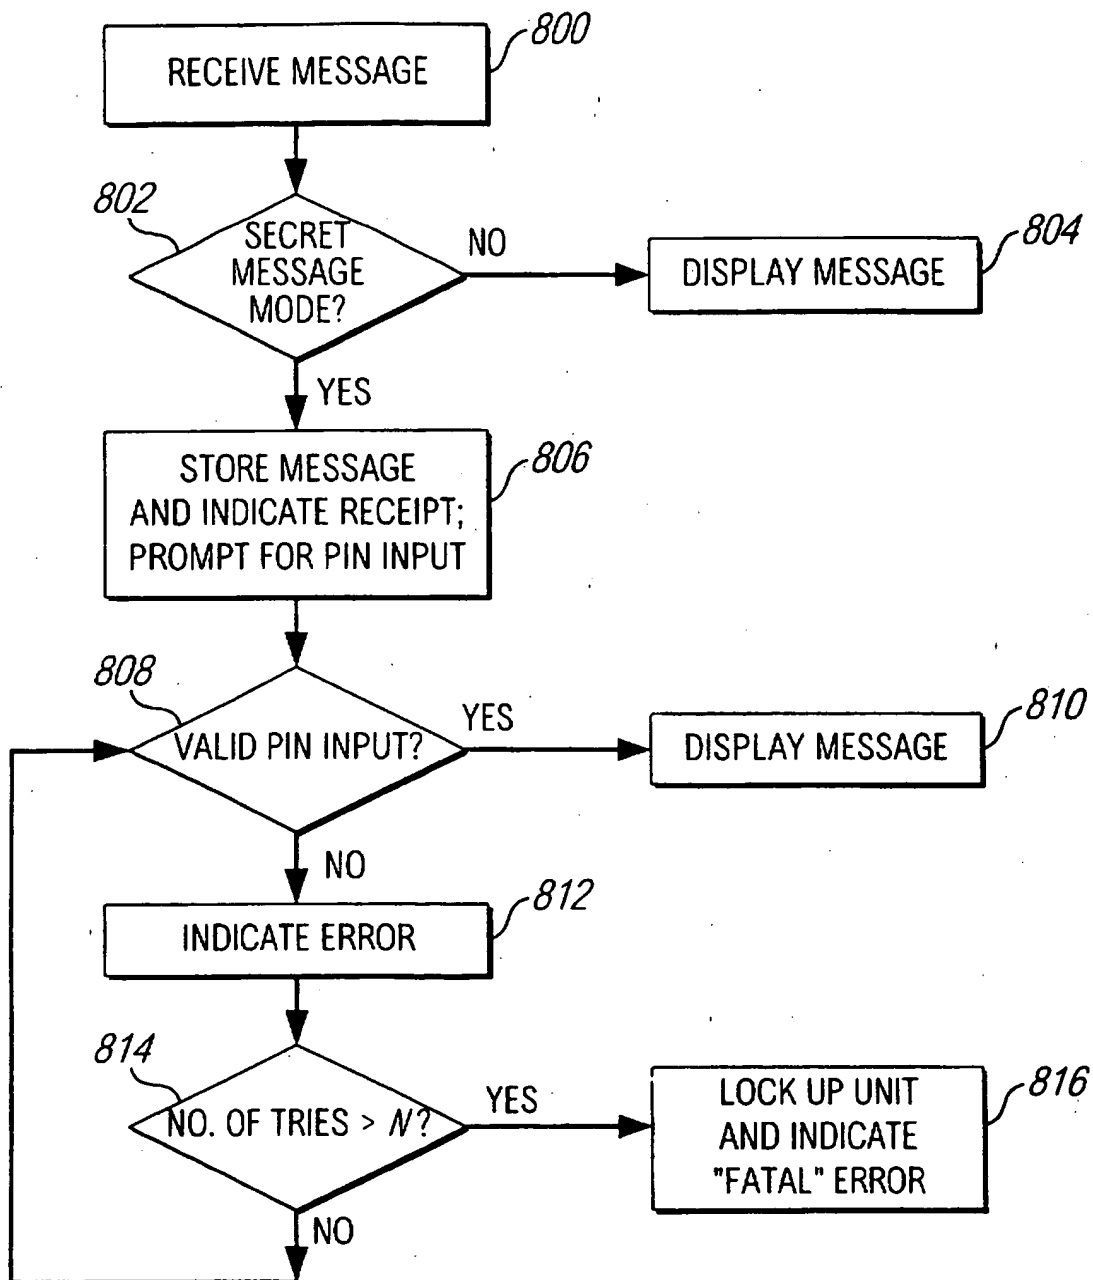 800
RECEIVE MESSAGE
802
SECRET
MESSAGE
MODE?
NO
804
DISPLAY MESSAGE
YES
806
STORE MESSAGE
AND INDICATE RECEIPT;
PROMPT FOR PIN INPUT
808
VALID PIN INPUT?
YES
810
DISPLAY MESSAGE
NO
812
INDICATE ERROR
814
NO. OF TRIES > N?
YES
816
LOCK UP UNIT
AND INDICATE
"FATAL" ERROR
NO